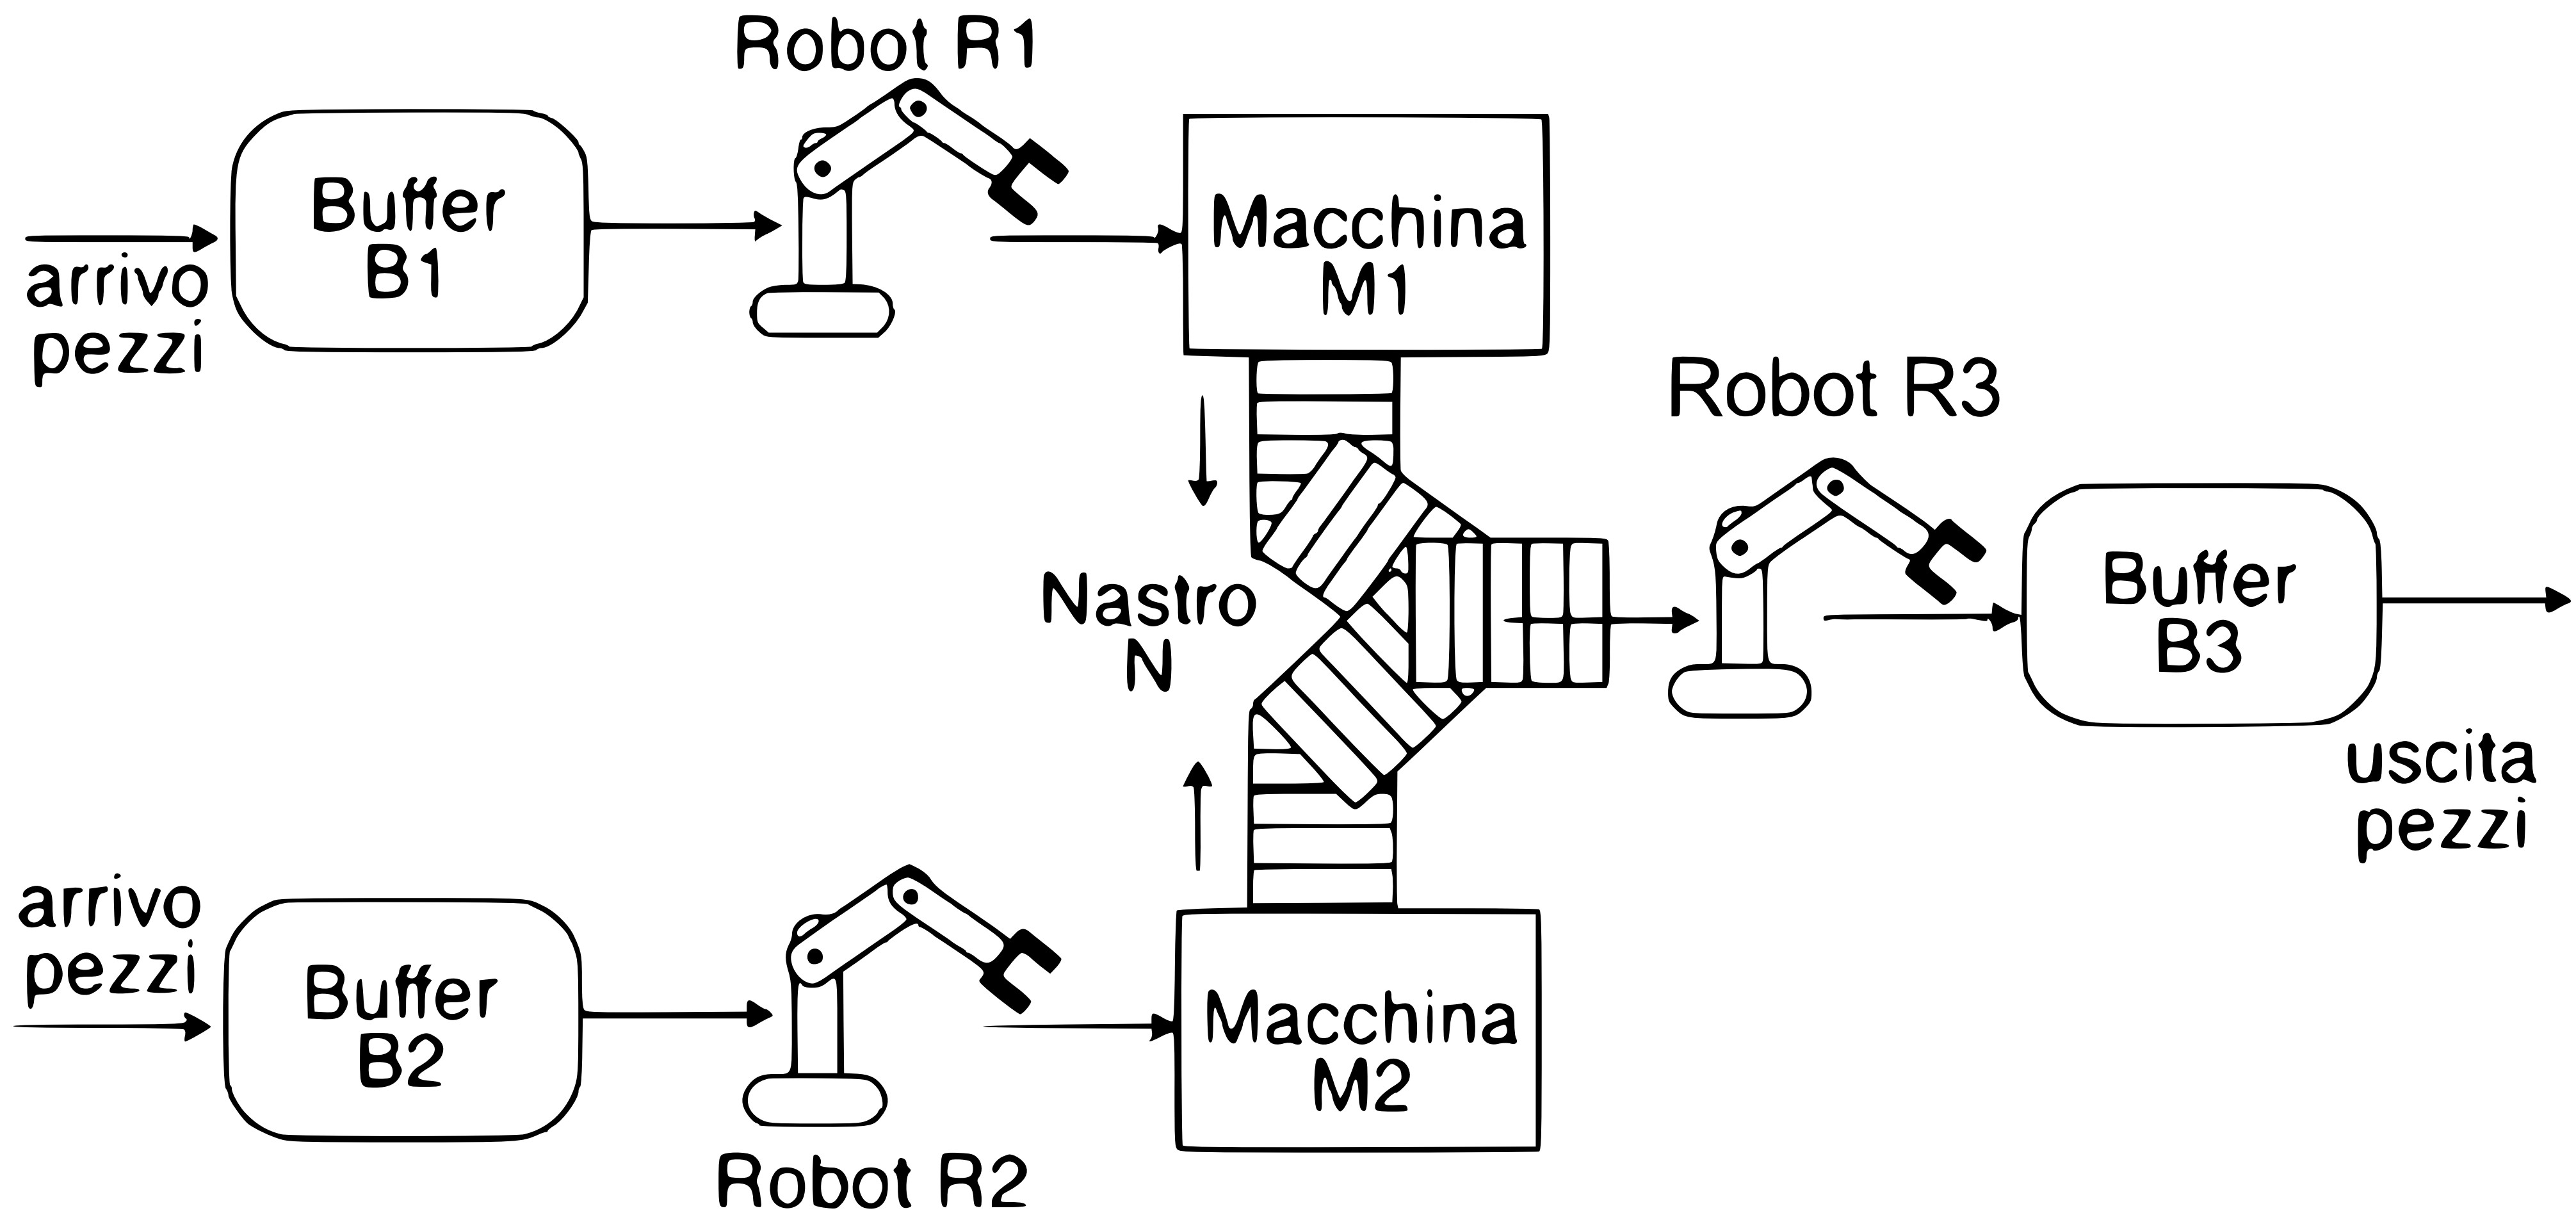 Robot R1
Buffer
B1
arrivo
pezzi
Macchina
M1
Robot R3
Nastro
N
Buffer
B3
uscita
pezzi
arrivo
pezzi
Buffer
B2
Macchina
M2
Robot R2